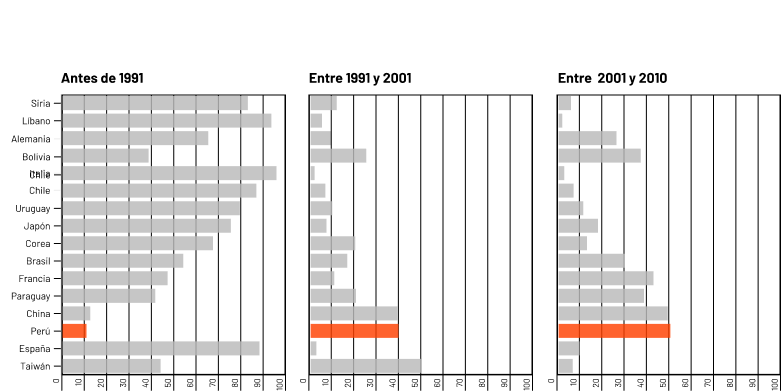 Antes de 1991
Entre 1991 y 2001
Entre 2001 y 2010
Síria
Líbano
Alemania
Bolivia
Italia
Chile
Uruguay
Japón
Corea
Brasil
Francia
Paraguay
China
Perú
España
Taiwán
0 10 20 30 40 50 60 70 80 90 100
0 10 20 30 40 50 60 70 80 90 100
0 10 20 30 40 50 60 70 80 90 100